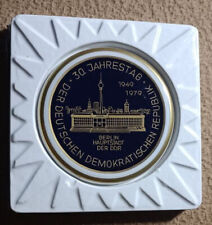 30. JAHRESTAG
DER DEUTSCHEN DEMOKRATISCHEN REPUBLIK
1949
1979
BERLIN
HAUPTSTADT
DER DDR